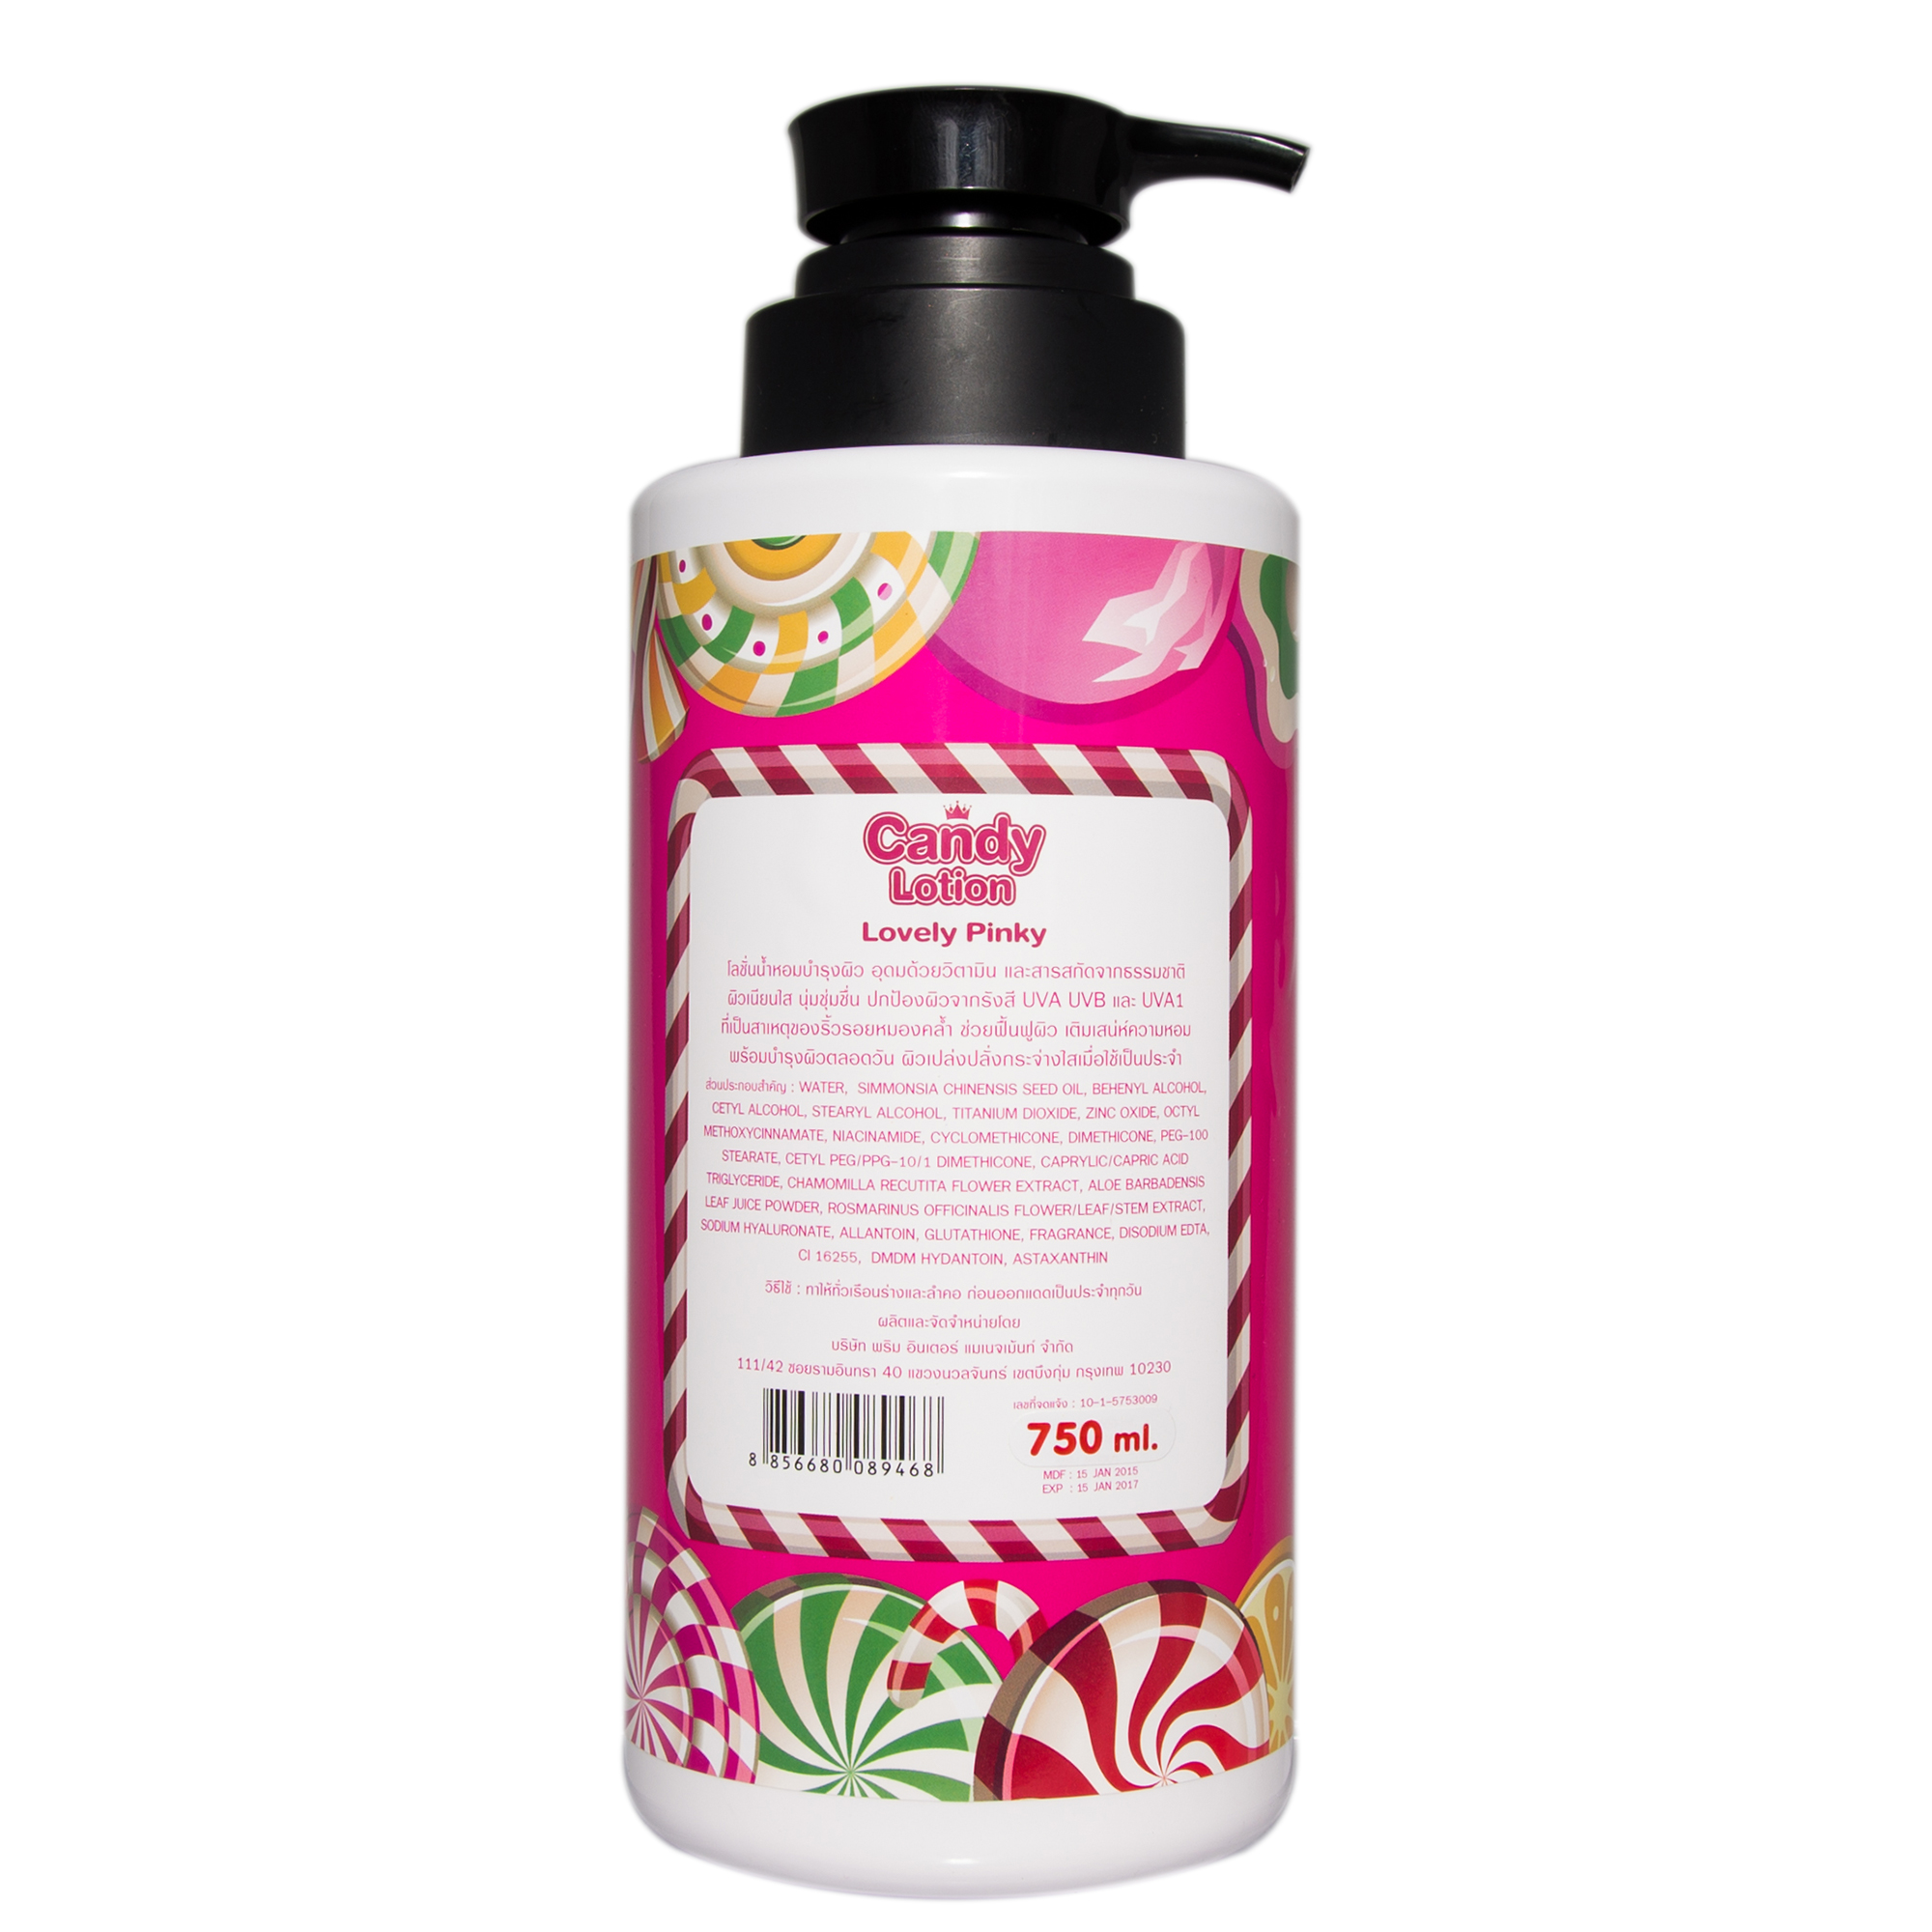 Candy
Lotion
Lovely Pinky
โลชั่นน้ำหอมบำรุงผิว อุดมด้วยวิตามิน และสารสกัดจากธรรมชาติ
ผิวเนียนใส นุ่มชุ่มชื่น ปกป้องผิวจากรังสี UVA UVB และ UVA1
ที่เป็นสาเหตุของริ้วรอยหมองคล้ำ ช่วยฟื้นฟูผิว เติมเสน่ห์ความหอม
พร้อมบำรุงผิวตลอดวัน ผิวเปล่งปลั่งกระจ่างใสเมื่อใช้เป็นประจำ
ส่วนประกอบสำคัญ : WATER, SIMMONSIA CHINENSIS SEED OIL, BEHENYL ALCOHOL,
CETYL ALCOHOL, STEARYL ALCOHOL, TITANIUM DIOXIDE, ZINC OXIDE, OCTYL
METHOXYCINNAMATE, NIACINAMIDE, CYCLOMETHICONE, DIMETHICONE, PEG-100
STEARATE, CETYL PEG/PPG-10/1 DIMETHICONE, CAPRYLIC/CAPRIC ACID
TRIGLYCERIDE, CHAMOMILLA RECUTITA FLOWER EXTRACT, ALOE BARBADENSIS
LEAF JUICE POWDER, ROSMARINUS OFFICINALIS FLOWER/LEAF/STEM EXTRACT,
SODIUM HYALURONATE, ALLANTOIN, GLUTATHIONE, FRAGRANCE, DISODIUM EDTA,
CI 16255, DMDM HYDANTOIN, ASTAXANTHIN
วิธีใช้ : ทาให้ทั่วเรือนร่างและลำคอ ก่อนออกแดดเป็นประจำทุกวัน
ผลิตและจัดจำหน่ายโดย
บริษัท พริม อินเตอร์ แมเนจเม้นท์ จำกัด
111/42 ซอยรามอินทรา 40 แขวงนวลจันทร์ เขตบึงกุ่ม กรุงเทพ 10230
เลขที่จดแจ้ง : 10-1-5753009
750 ml.
MDF : 15 JAN 2015
EXP : 15 JAN 2017
8 856680 089468